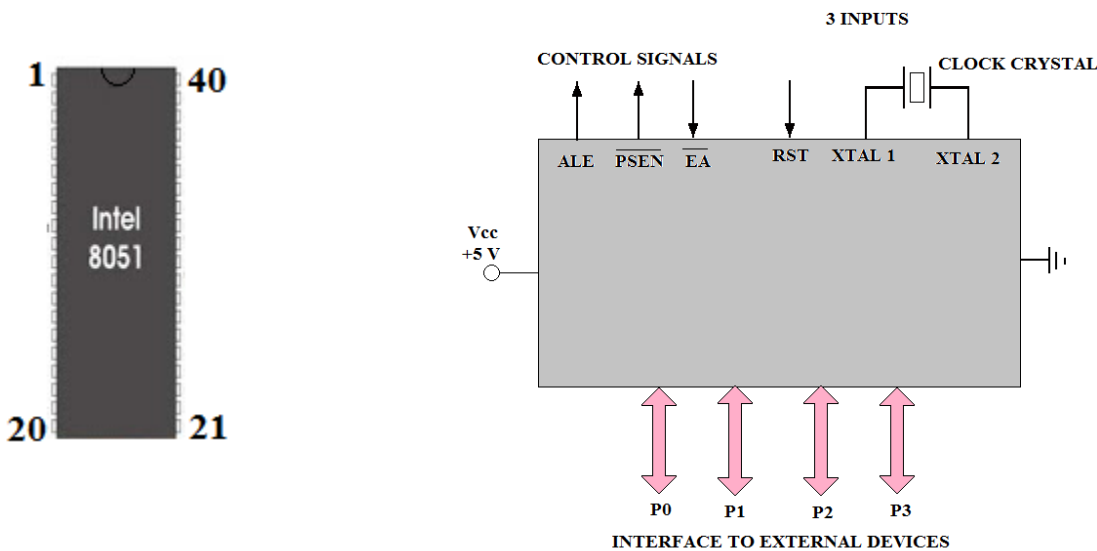 1
40
Intel
8051
20
21
3 INPUTS
CONTROL SIGNALS
CLOCK CRYSTAL
ALE
PSEN
EA
RST
XTAL 1
XTAL 2
Vcc
+5 V
P0
P1
P2
P3
INTERFACE TO EXTERNAL DEVICES